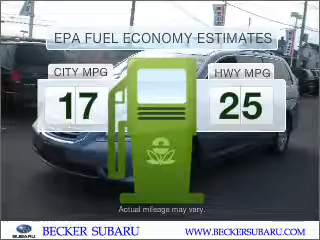 EPA FUEL ECONOMY ESTIMATES
CITY MPG
HWY MPG
17
25
Actual mileage may vary.
SUBARU
BECKER SUBARU
WWW.BECKERSUBARU.COM